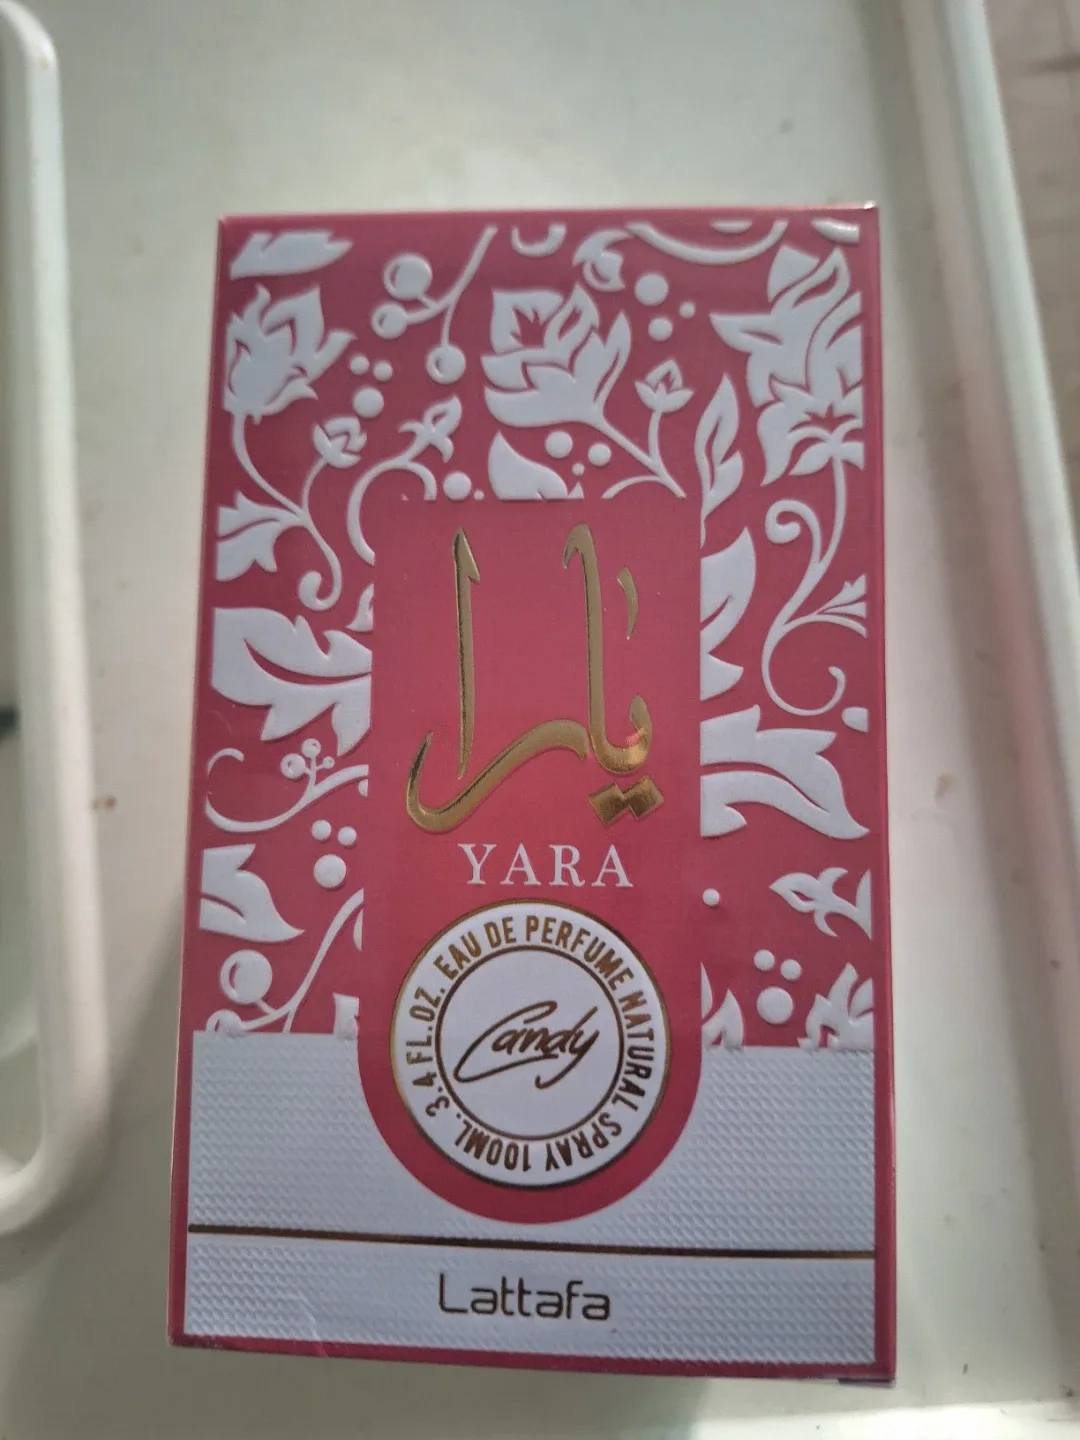 يارا
YARA
3.4 FL.OZ. EAU DE PERFUME NATURAL SPRAY 100ML.
Candy
Lattafa